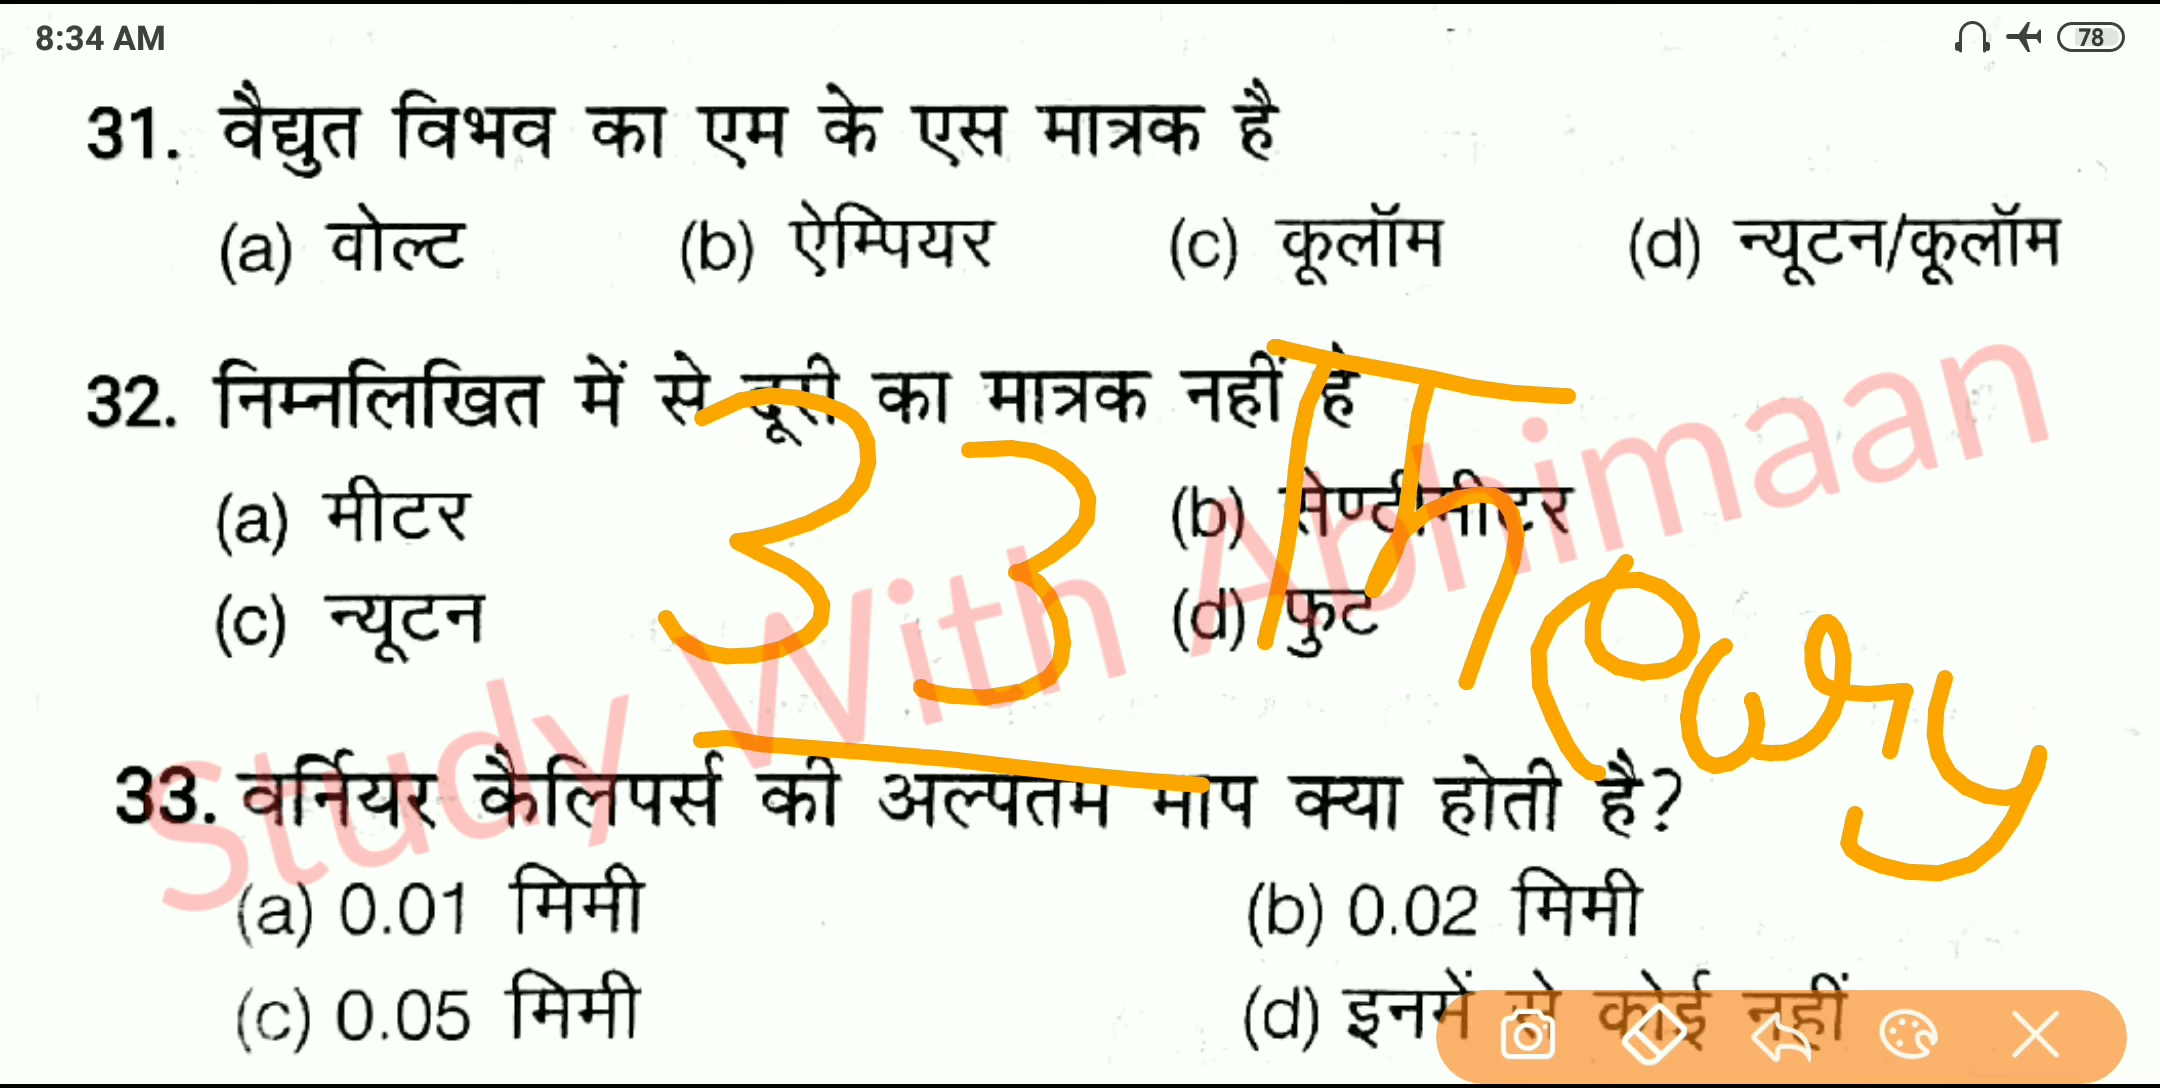 8:34 AM
78
31. वैद्युत विभव का एम के एस मात्रक है
(a) वोल्ट (b) ऐम्पियर (c) कूलॉम (d) न्यूटन/कूलॉम
32. निम्नलिखित में से दूरी का मात्रक नहीं है
(a) मीटर (b) सेण्टीमीटर
(c) न्यूटन (d) फुट
33
Study With Abhimaan
33. वर्नियर कैलिपर्स की अल्पतम माप क्या होती है?
(a) 0.01 मिमी (b) 0.02 मिमी
(c) 0.05 मिमी (d) इनमें से कोई नहीं